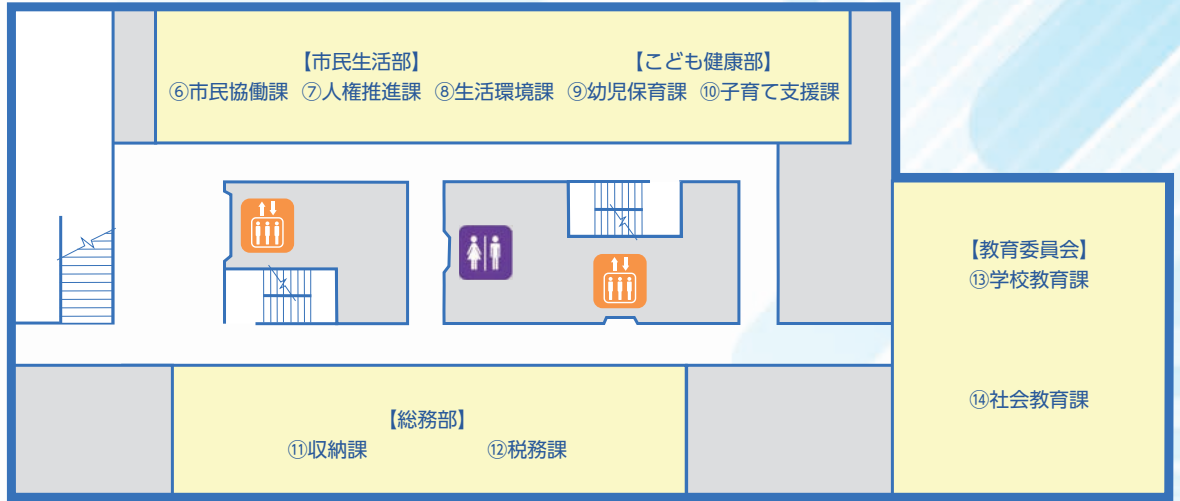 【市民生活部】 【こども健康部】
⑥市民協働課 ⑦人権推進課 ⑧生活環境課 ⑨幼児保育課 ⑩子育て支援課
【教育委員会】
⑬学校教育課
⑭社会教育課
【総務部】
⑪収納課 ⑫税務課